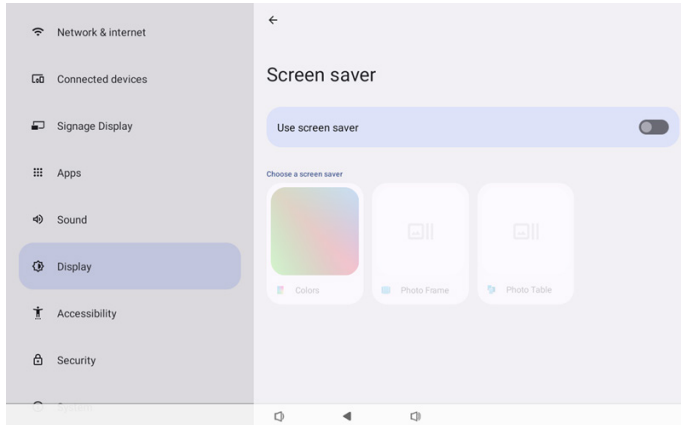 Network & internet
Connected devices
Signage Display
Apps
Sound
Display
Accessibility
Security
Screen saver
Use screen saver
Choose a screen saver
Colors
Photo Frame
Photo Table